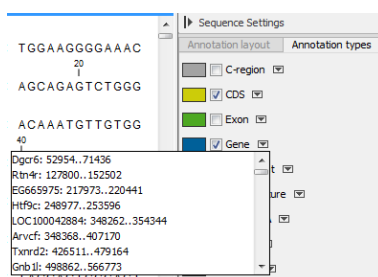 Sequence Settings
Annotation layout Annotation types
TGGAAGGGGAAAC
20
AGCAGAGTCTGGG
ACAAATGTTGTGG
40
C-region
CDS
Exon
Gene
Dgcr6: 52954..71436
Rtn4r: 127800..152502
EG665975: 217973..220441
Htf9c: 248977..253596
LOC100042884: 348262..354344
Arvcf: 348368..407170
Txnrd2: 426511..479164
Gnb1l: 498862..566773
t
ure